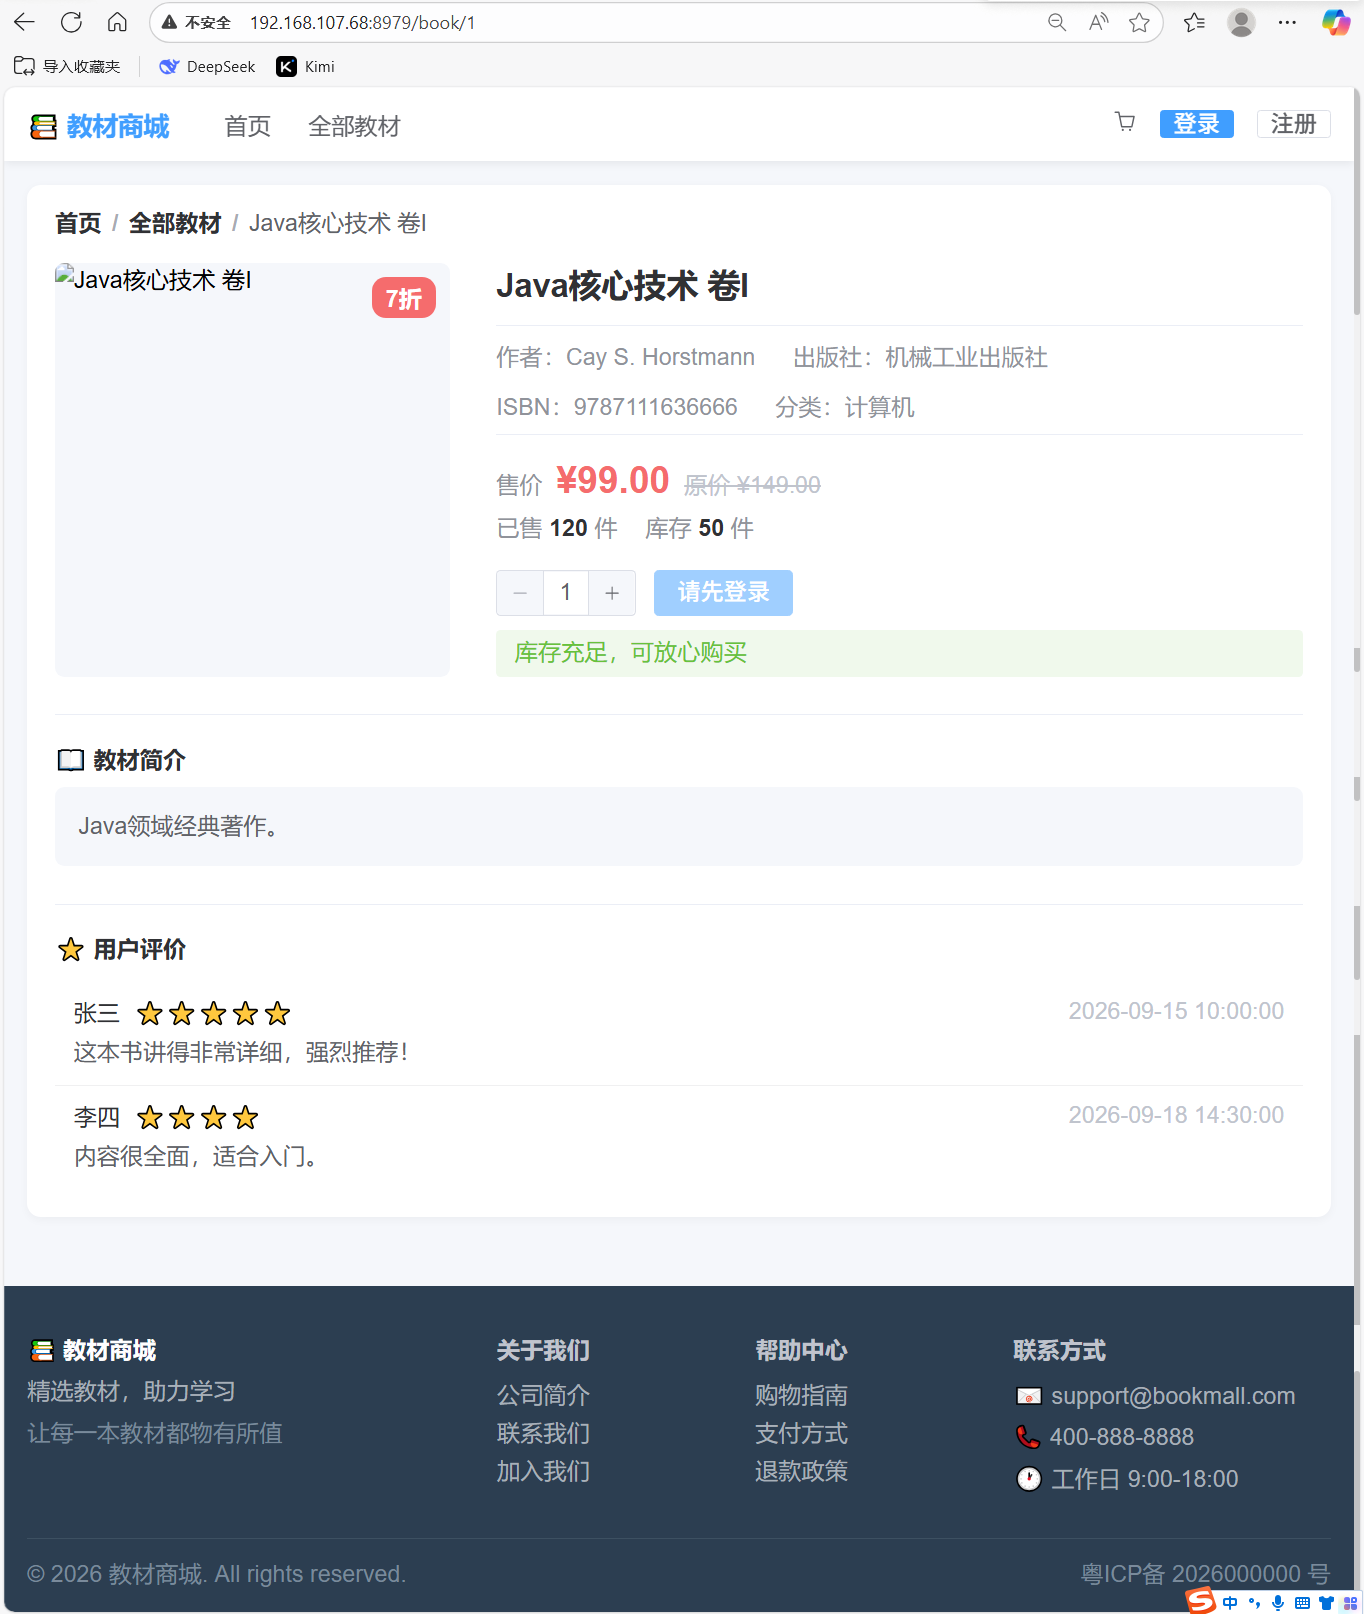 不安全 192.168.107.68:8979/book/1
导入收藏夹 DeepSeek Kimi
教材商城 首页 全部教材 登录 注册
首页 / 全部教材 / Java核心技术 卷I
Java核心技术 卷I
7折
Java核心技术 卷I
作者：Cay S. Horstmann 出版社：机械工业出版社
ISBN：9787111636666 分类：计算机
售价 ¥99.00 原价 ¥149.00
已售 120 件 库存 50 件
1 请先登录
库存充足，可放心购买
教材简介
Java领域经典著作。
用户评价
张三 2026-09-15 10:00:00
这本书讲得非常详细，强烈推荐！
李四 2026-09-18 14:30:00
内容很全面，适合入门。
教材商城
精选教材，助力学习
让每一本教材都物有所值
关于我们
公司简介
联系我们
加入我们
帮助中心
购物指南
支付方式
退款政策
联系方式
support@bookmall.com
400-888-8888
工作日 9:00-18:00
© 2026 教材商城. All rights reserved.
粤ICP备 2026000000 号
中